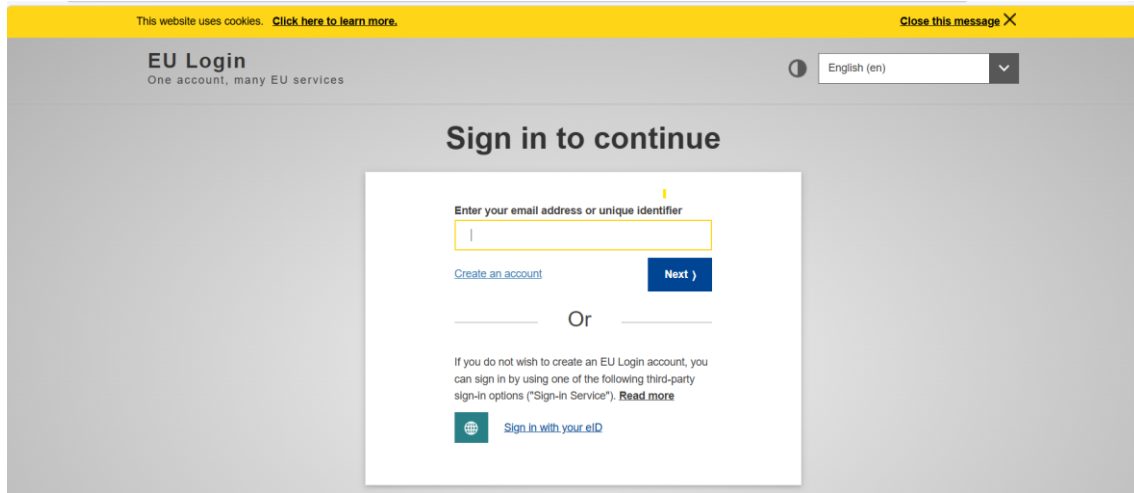 This website uses cookies. Click here to learn more. Close this message
EU Login
One account, many EU services
English (en)
Sign in to continue
Enter your email address or unique identifier
Create an account
Next
Or
If you do not wish to create an EU Login account, you
can sign in by using one of the following third-party
sign-in options ("Sign-in Service"). Read more
Sign in with your eID